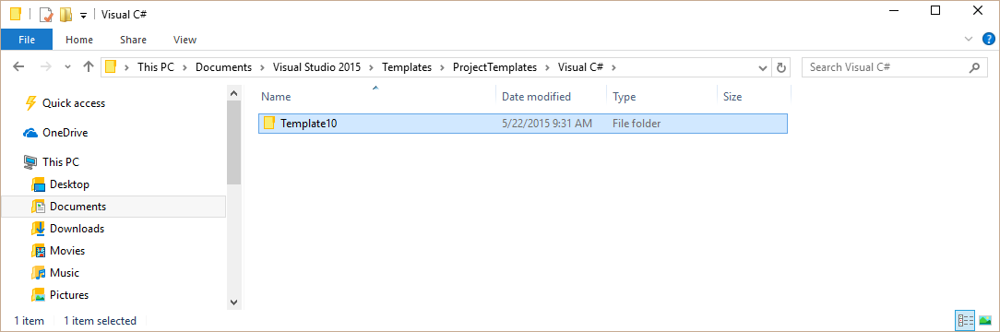 Visual C#
File Home Share View
This PC Documents Visual Studio 2015 Templates ProjectTemplates Visual C# Search Visual C#
Name Date modified Type Size
Quick access
Template10 5/22/2015 9:31 AM File folder
OneDrive
This PC
Desktop
Documents
Downloads
Movies
Music
Pictures
1 item 1 item selected